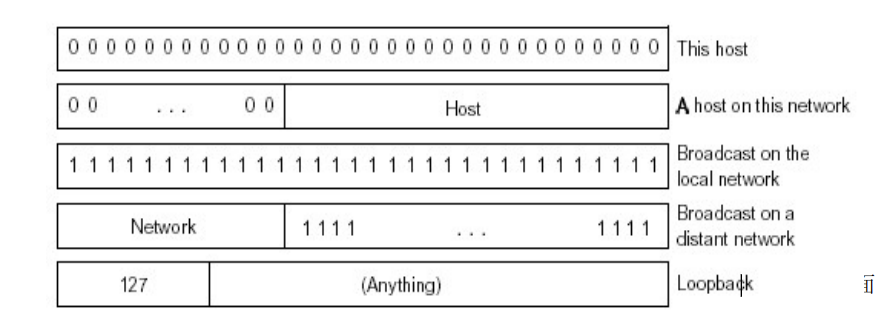 0 0 0 0 0 0 0 0 0 0 0 0 0 0 0 0 0 0 0 0 0 0 0 0 0 0 0 0 0 0 0 0 This host
0 0 ... 0 0 Host A host on this network
1 1 1 1 1 1 1 1 1 1 1 1 1 1 1 1 1 1 1 1 1 1 1 1 1 1 1 1 1 1 1 1 Broadcast on the
local network
Network 1 1 1 1 ... 1 1 1 1 Broadcast on a
distant network
127 (Anything) Loopback